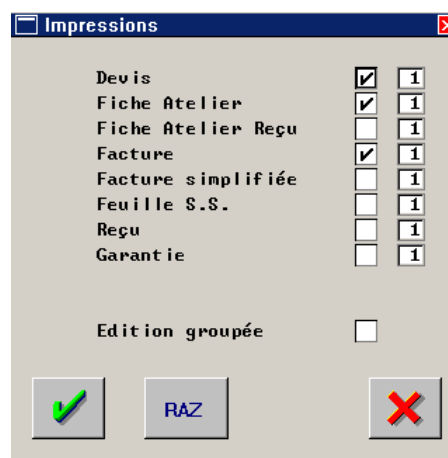 Impressions
Devis 1
Fiche Atelier 1
Fiche Atelier Reçu 1
Facture 1
Facture simplifiée 1
Feuille S.S. 1
Reçu 1
Garantie 1
Edition groupée
RAZ